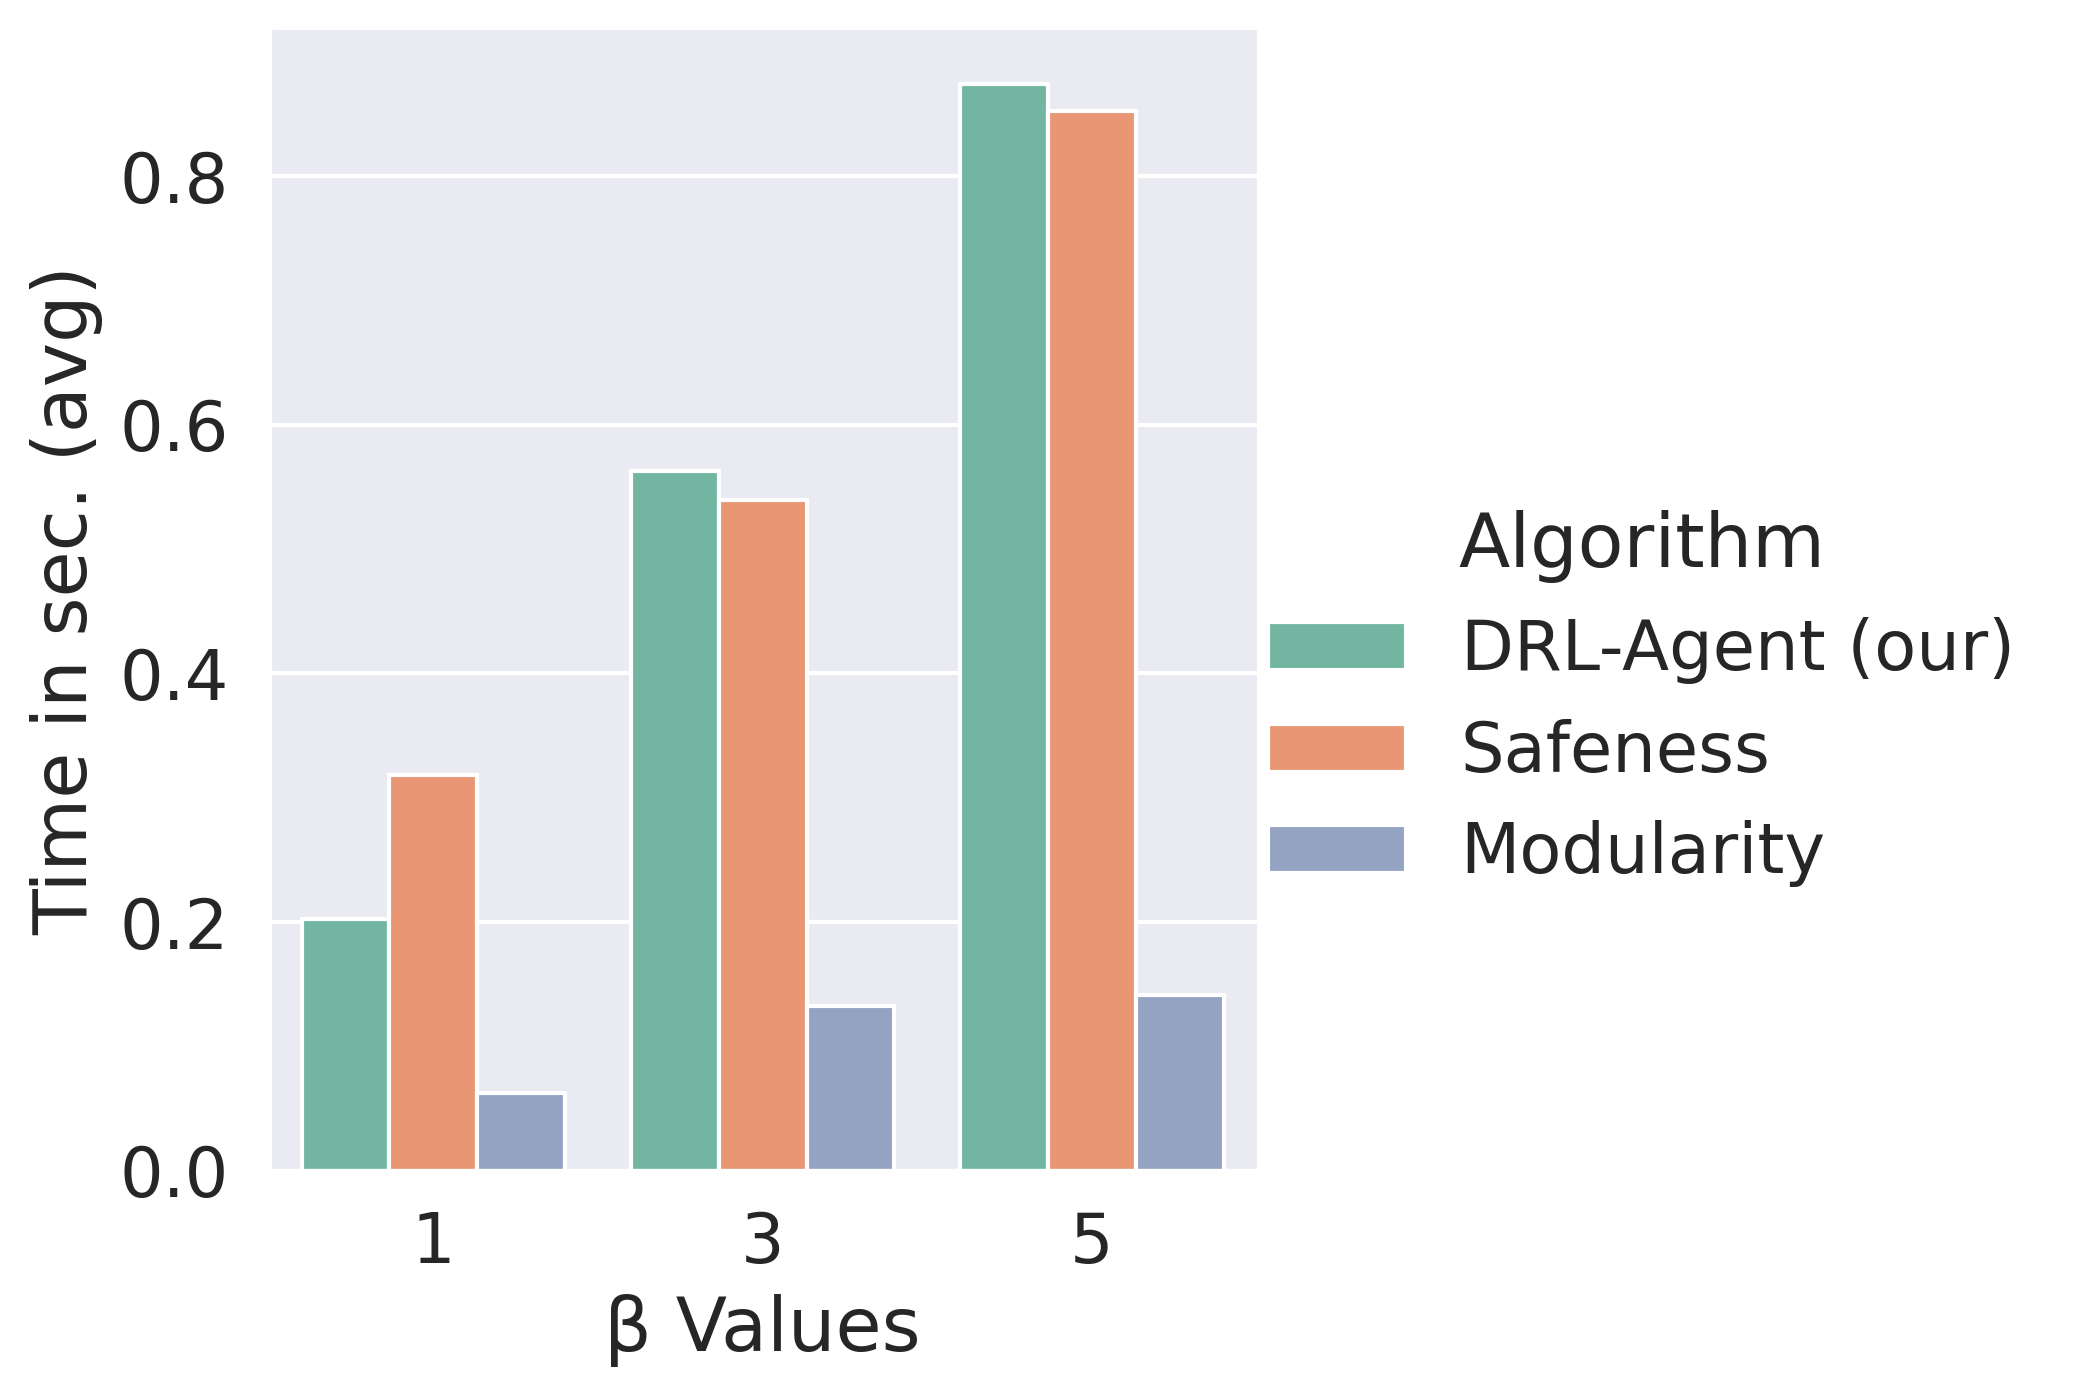 Time in sec. (avg)
0.8
0.6
0.4
0.2
0.0
1 3 5
β Values
Algorithm
DRL-Agent (our)
Safeness
Modularity